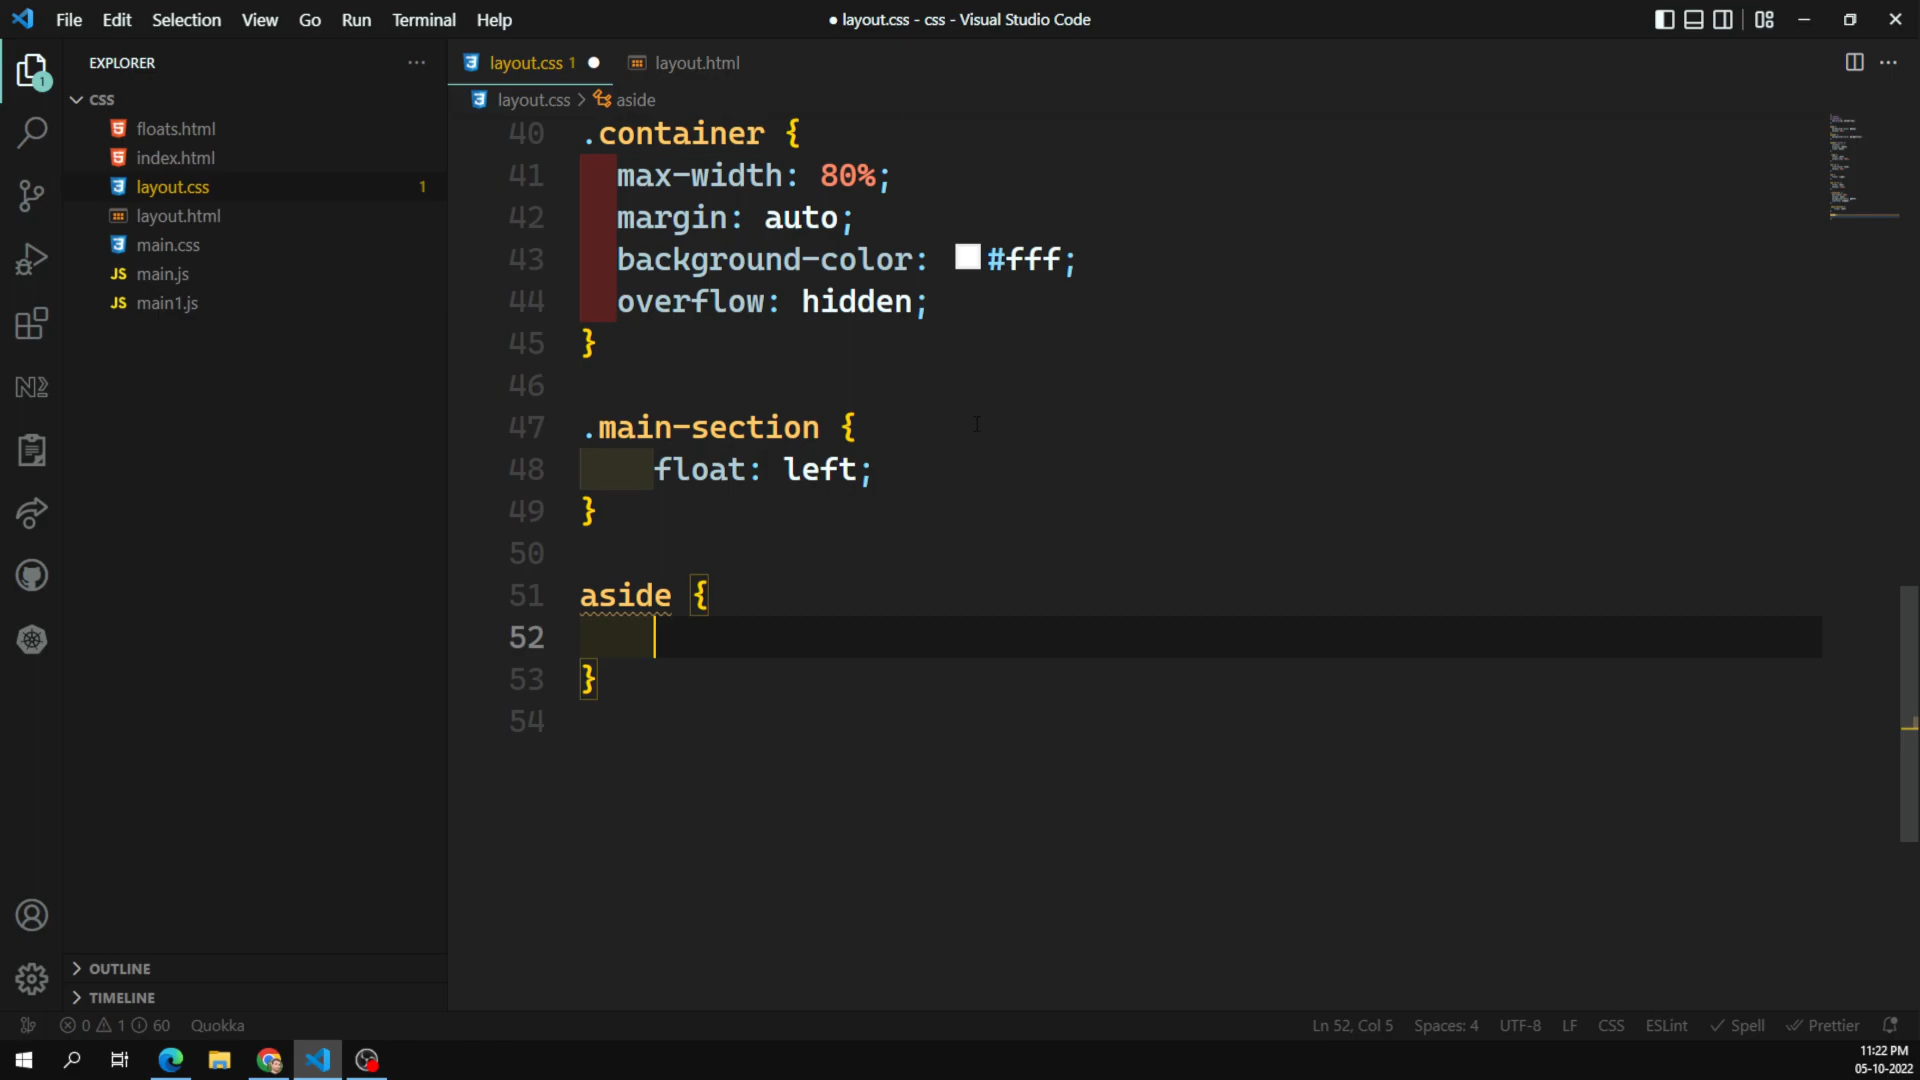 File Edit Selection View Go Run Terminal Help
● layout.css - css - Visual Studio Code
EXPLORER
···
layout.css 1 ●
layout.html
1
CSS
layout.css > aside
floats.html
index.html
layout.css 1
layout.html
main.css
JS main.js
JS main1.js
40 .container {
41 max-width: 80%;
42 margin: auto;
43 background-color: #fff;
44 overflow: hidden;
45 }
46
47 .main-section {
48 float: left;
49 }
50
51 aside {
52
53 }
54
OUTLINE
TIMELINE
0 1 60 Quokka
Ln 52, Col 5 Spaces: 4 UTF-8 LF CSS ESLint Spell Prettier
11:22 PM
05-10-2022